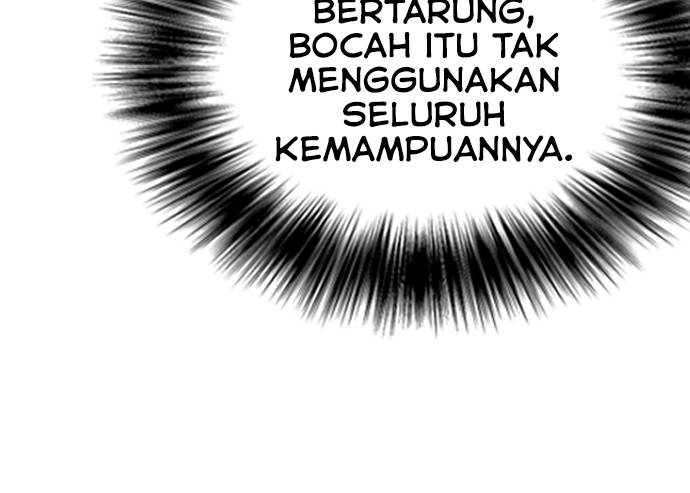 BERTARUNG,
BOCAH ITU TAK
MENGGUNAKAN
SELURUH
KEMAMPUANNYA.